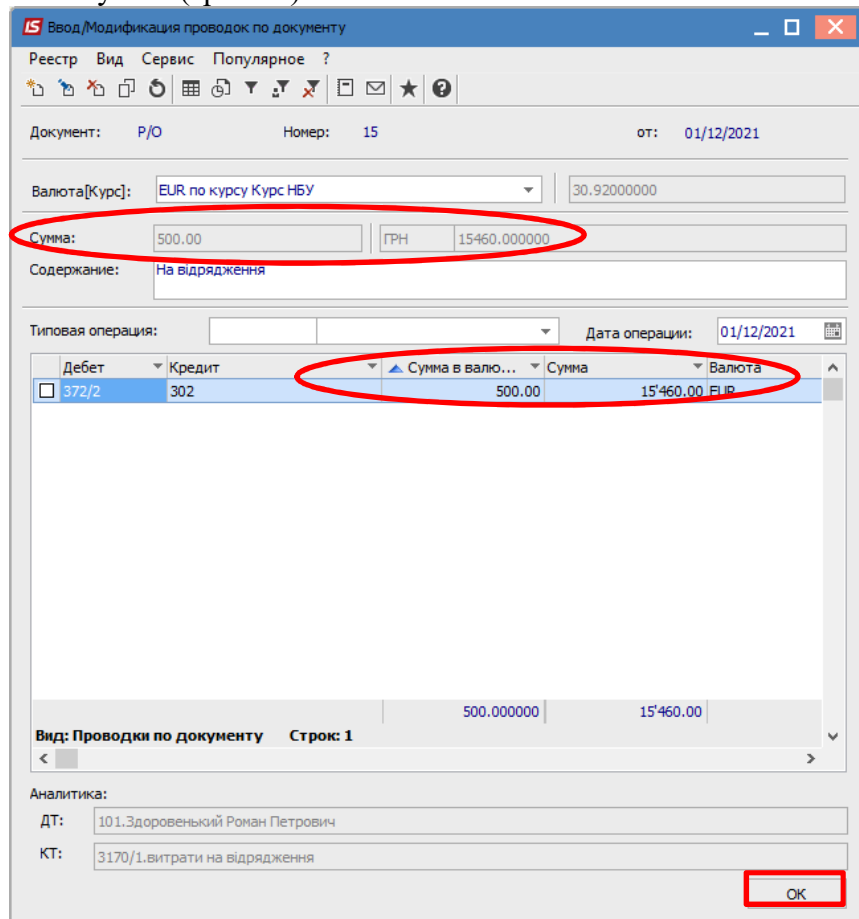 Ввод/Модификация проводок по документу
Реестр Вид Сервис Популярное ?
Документ: Р/О Номер: 15 от: 01/12/2021
Валюта[Курс]: EUR по курсу Курс НБУ 30.92000000
Сумма: 500.00 ГРН 15460.000000
Содержание: На відрядження
Типовая операция: Дата операции: 01/12/2021
Дебет Кредит Сумма в валю... Сумма Валюта
372/2 302 500.00 15'460.00 EUR
500.000000 15'460.00
Вид: Проводки по документу Строк: 1
Аналитика:
ДТ: 101.Здоровенький Роман Петрович
КТ: 3170/1.витрати на відрядження
ОК